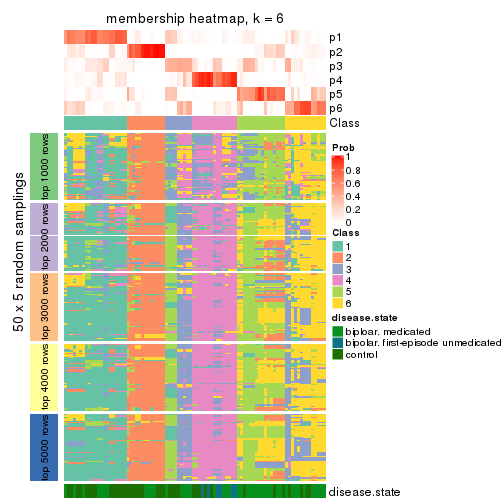 membership heatmap, k = 6
p1
p2
p3
p4
p5
p6
Class
50 x 5 random samplings
top 1000 rows
top 2000 rows
top 3000 rows
top 4000 rows
top 5000 rows
Prob
1
0.8
0.6
0.4
0.2
0
Class
1
2
3
4
5
6
disease.state
biploar, medicated
bipolar, first-episode unmedicated
control
disease.state